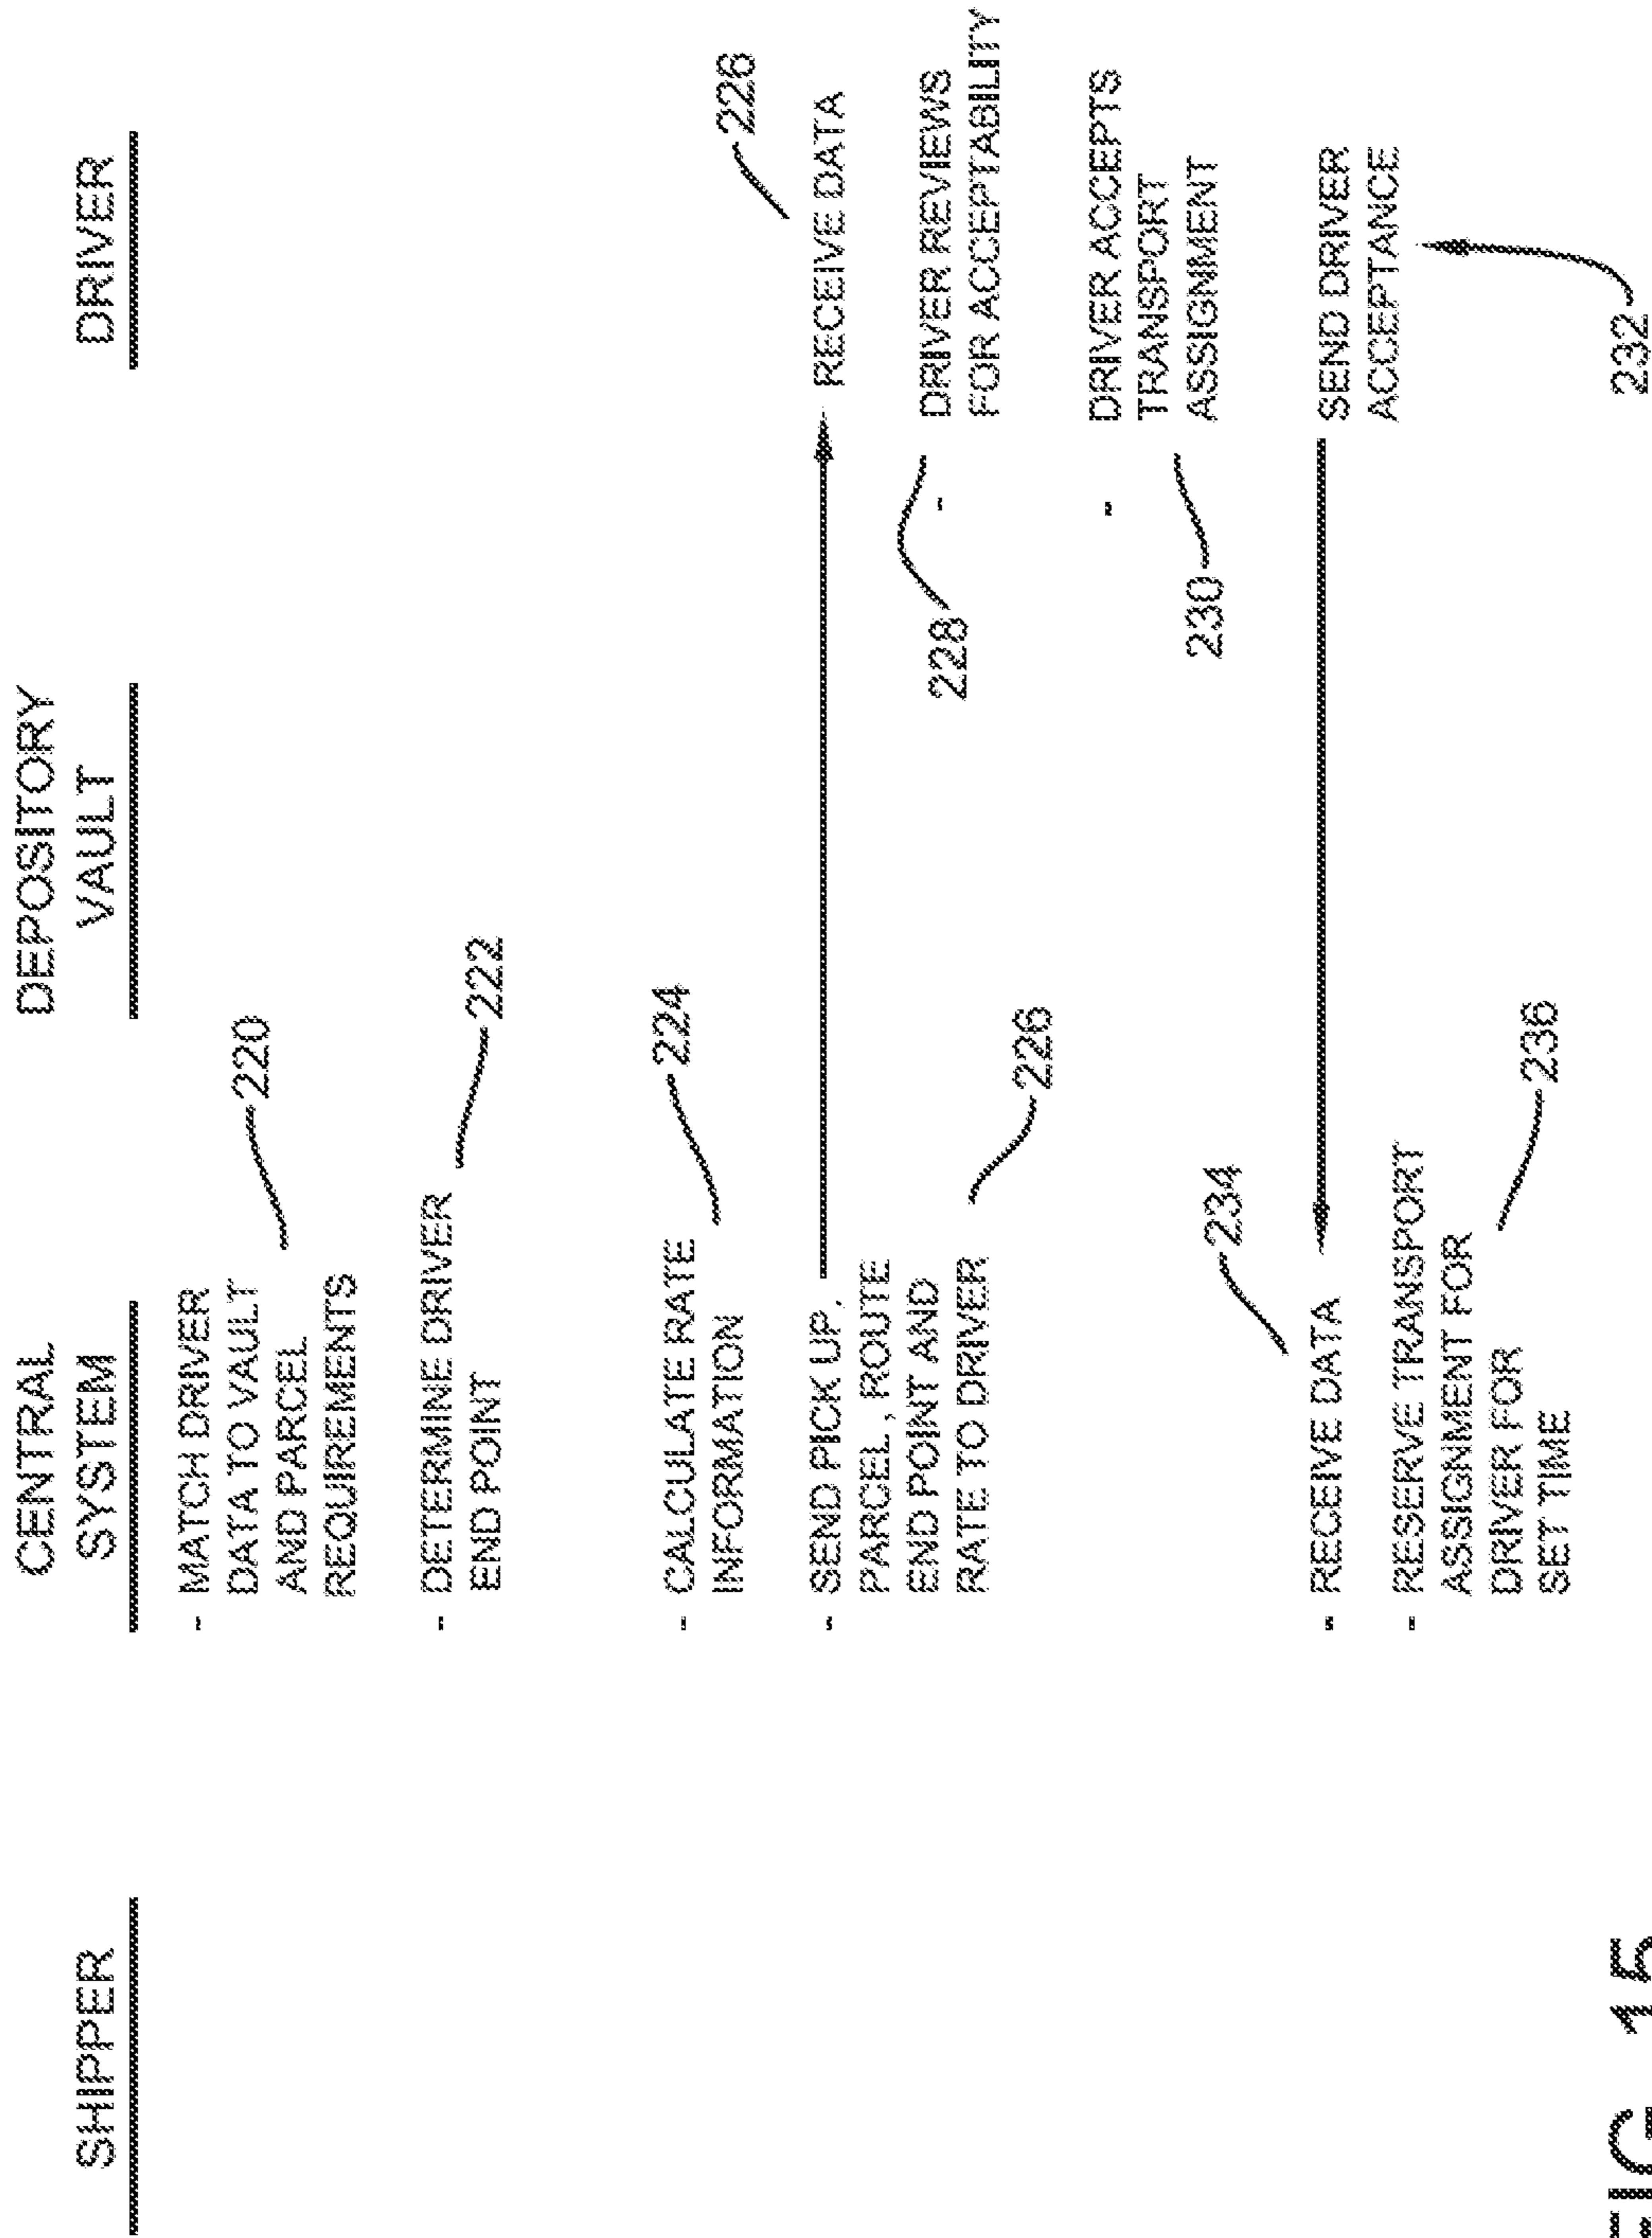 SHIPPER
CENTRAL
SYSTEM
DEPOSITORY
VAULT
DRIVER
- MATCH DRIVER
DATA TO VAULT
AND PARCEL
REQUIREMENTS
220
- DETERMINE DRIVER
END POINT
222
- CALCULATE RATE
INFORMATION
224
- SEND PICK UP,
PARCEL, ROUTE
END POINT AND
RATE TO DRIVER
226
RECEIVE DATA
226
- DRIVER REVIEWS
FOR ACCEPTABILITY
228
- DRIVER ACCEPTS
TRANSPORT
ASSIGNMENT
230
SEND DRIVER
ACCEPTANCE
232
- RECEIVE DATA
234
- RESERVE TRANSPORT
ASSIGNMENT FOR
DRIVER FOR
SET TIME
236
FIG. 15